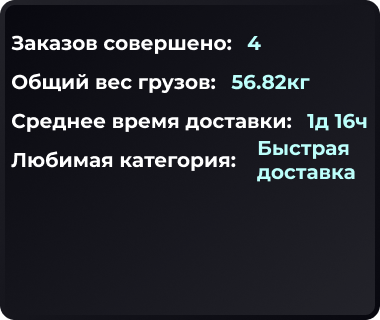 Заказов совершено: 4
Общий вес грузов: 56.82кг
Среднее время доставки: 1д 16ч
Любимая категория: Быстрая
доставка